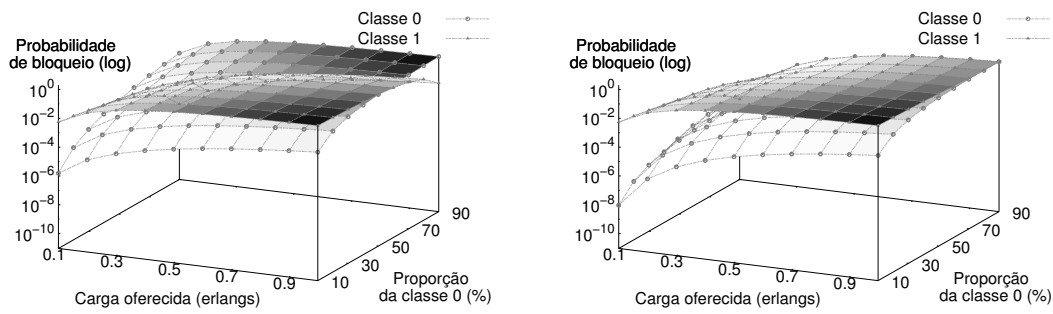 Classe 0
Classe 1
Probabilidade
de bloqueio (log)
10^0
10^-2
10^-4
10^-6
10^-8
10^-10
0.1
0.3
0.5
0.7
0.9
Carga oferecida (erlangs)
10
30
50
70
90
Proporção
da classe 0 (%)
Classe 0
Classe 1
Probabilidade
de bloqueio (log)
10^0
10^-2
10^-4
10^-6
10^-8
10^-10
0.1
0.3
0.5
0.7
0.9
Carga oferecida (erlangs)
10
30
50
70
90
Proporção
da classe 0 (%)